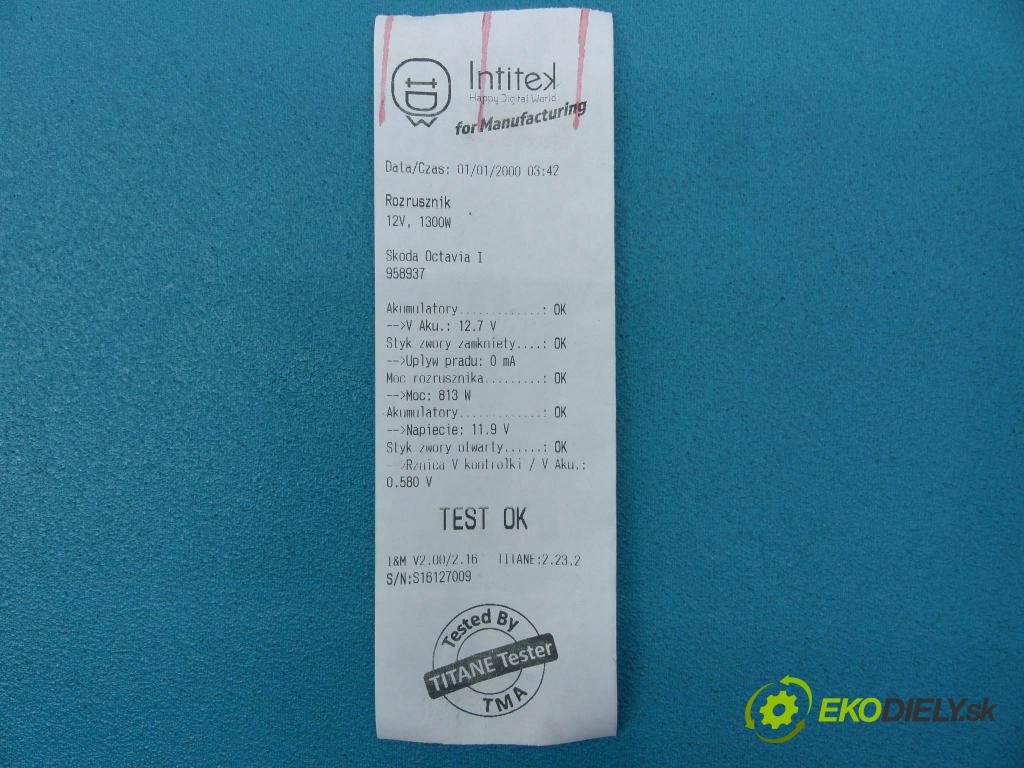 Intitek
Happy Digital World
for Manufacturing
Data/Czas: 01/01/2000 03:42
Rozrusznik
12V, 1300W
Skoda Octavia I
958937
Akumulatory.............: OK
-->V Aku.: 12.7 V
Styk zwory zamkniety....: OK
-->Uplyw pradu: 0 mA
Moc rozrusznika.........: OK
-->Moc: 813 W
Akumulatory.............: OK
-->Napiecie: 11.9 V
Styk zwory otwarty......: OK
-->Rznica V kontrolki / V Aku.:
0.580 V
TEST OK
I&M V2.00/2.16 TITANE:2.23.2
S/N:S16127009
Tested By
TITANE Tester
TMA
EKODIELY.sk